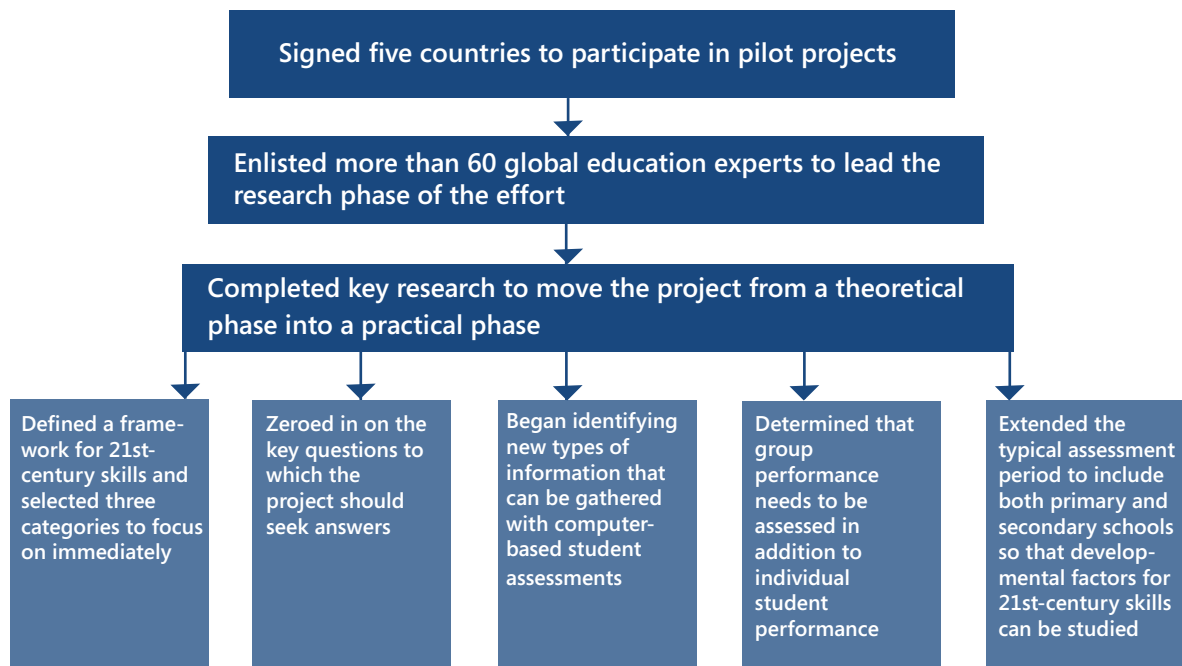 Signed five countries to participate in pilot projects
Enlisted more than 60 global education experts to lead the
research phase of the effort
Completed key research to move the project from a theoretical
phase into a practical phase
Defined a frame-
work for 21st-
century skills and
selected three
categories to focus
on immediately
Zeroed in on the
key questions to
which the
project should
seek answers
Began identifying
new types of
information that
can be gathered
with computer-
based student
assessments
Determined that
group
performance
needs to be
assessed in
addition to
individual
student
performance
Extended the
typical assessment
period to include
both primary and
secondary schools
so that develop-
mental factors for
21st-century skills
can be studied